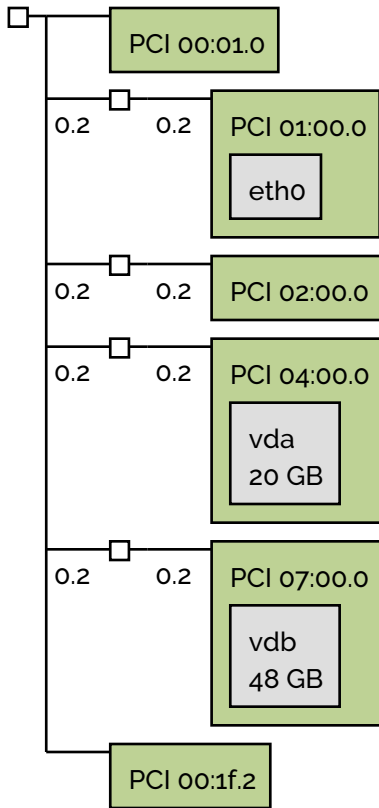 PCI 00:01.0
0.2 0.2 PCI 01:00.0
eth0
0.2 0.2 PCI 02:00.0
0.2 0.2 PCI 04:00.0
vda
20 GB
0.2 0.2 PCI 07:00.0
vdb
48 GB
PCI 00:1f.2